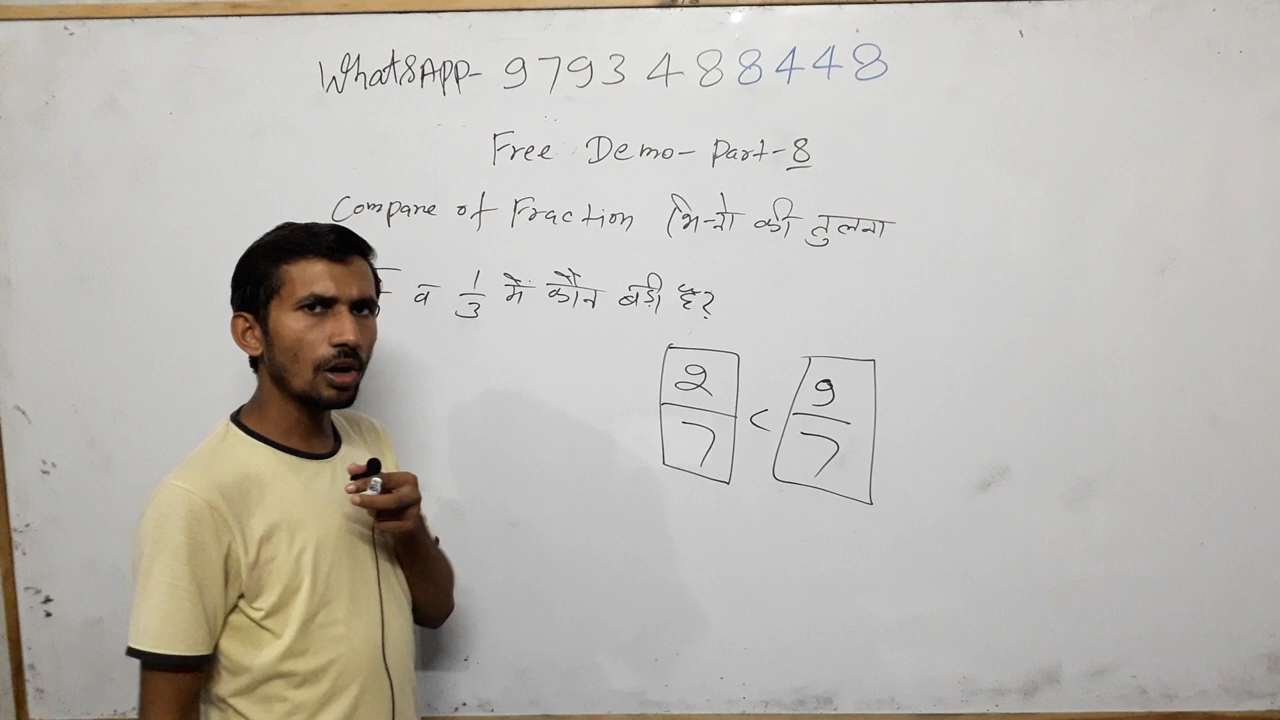 WhatsApp- 9793488448
Free Demo- Part-8
Compare of Fraction भिन्नो की तुलना
व 1/3 मे कौन बड़ी है?
2/7 < 9/7